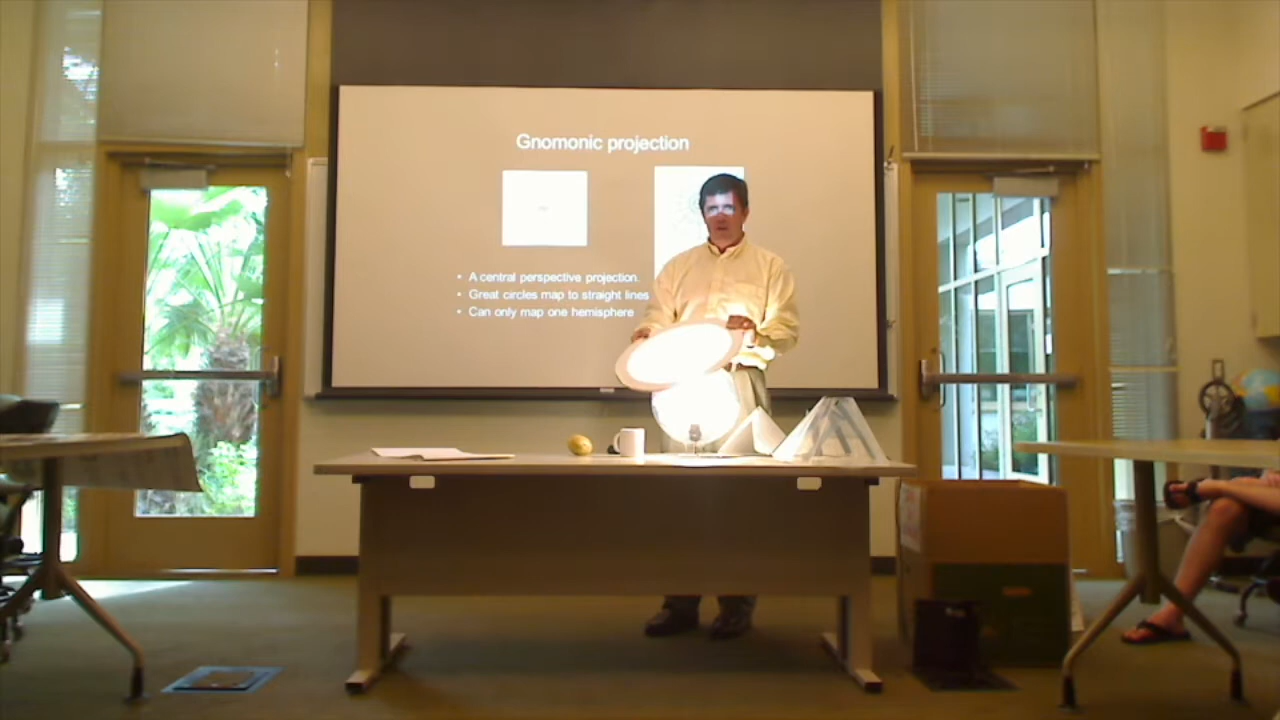 Gnomonic projection
• A central perspective projection.
• Great circles map to straight lines
• Can only map one hemisphere